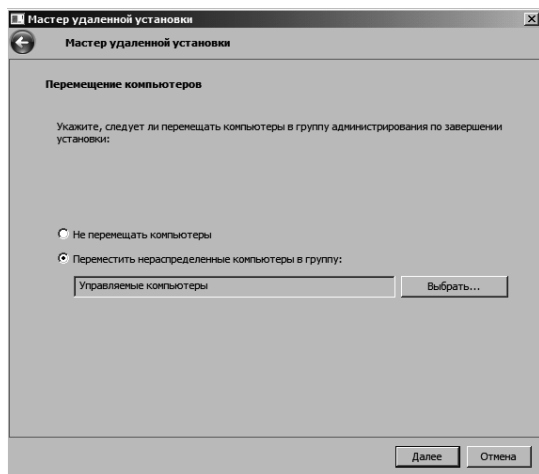 Мастер удаленной установки
Мастер удаленной установки
Перемещение компьютеров
Укажите, следует ли перемещать компьютеры в группу администрирования по завершении
установки:
Не перемещать компьютеры
Переместить нераспределенные компьютеры в группу:
Управляемые компьютеры
Выбрать...
Далее
Отмена